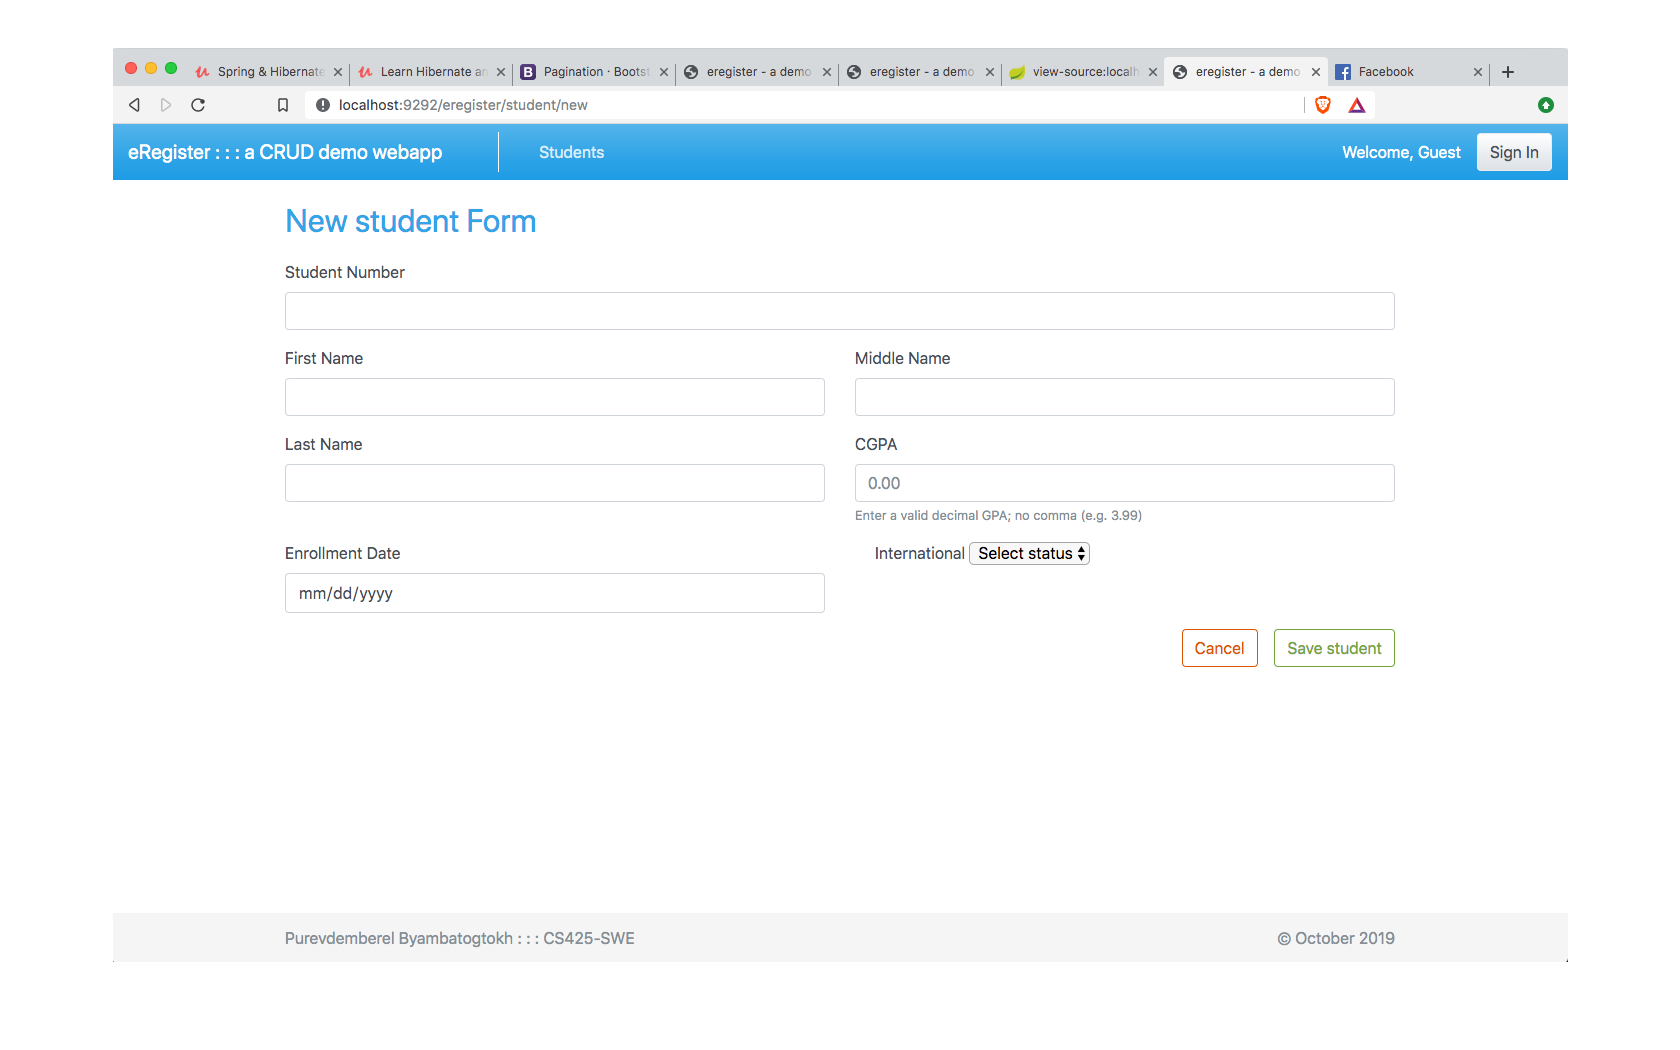 Spring & Hibernate
Learn Hibernate an
Pagination · Bootst
eregister - a demo
eregister - a demo
view-source:localh
eregister - a demo
Facebook
localhost:9292/eregister/student/new
eRegister : : : a CRUD demo webapp
Students
Welcome, Guest
Sign In
New student Form
Student Number
First Name
Middle Name
Last Name
CGPA
0.00
Enter a valid decimal GPA; no comma (e.g. 3.99)
Enrollment Date
International Select status
mm/dd/yyyy
Cancel
Save student
Purevdemberel Byambatogtokh : : : CS425-SWE
© October 2019